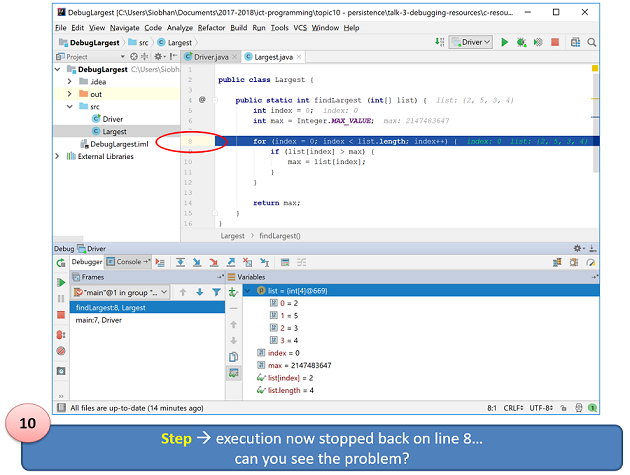 DebugLargest [C:\Users\Siobhan\Documents\2017-2018\ict-programming\topic10 - persistence\talk-3-debugging-resources\c-resou...
File Edit View Navigate Code Analyze Refactor Build Run Tools VCS Window Help
DebugLargest src Largest Driver
Project Driver.java × Largest.java ×
DebugLargest C:\Users\Siobhan
.idea
out
src
Driver
Largest
DebugLargest.iml
External Libraries
1
2 public class Largest {
3
4 @ public static int findLargest (int[] list) { list: {2, 5, 3, 4}
5 int index = 0; index: 0
6 int max = Integer.MAX_VALUE; max: 2147483647
7
8 for (index = 0; index < list.length; index++) { index: 0 list: {2, 5, 3, 4}
9 if (list[index] > max) {
10 max = list[index];
11 }
12 }
13
14 return max;
15 }
16 }
Largest > findLargest()
Debug Driver
Debugger Console
Frames Variables
"main"@1 in group "...
findLargest:8, Largest
main:7, Driver
list = {int[4]@669}
0 = 2
1 = 5
2 = 3
3 = 4
index = 0
max = 2147483647
list[index] = 2
list.length = 4
All files are up-to-date (14 minutes ago) 8:1 CRLF÷ UTF-8÷ 1
10
Step → execution now stopped back on line 8...
can you see the problem?